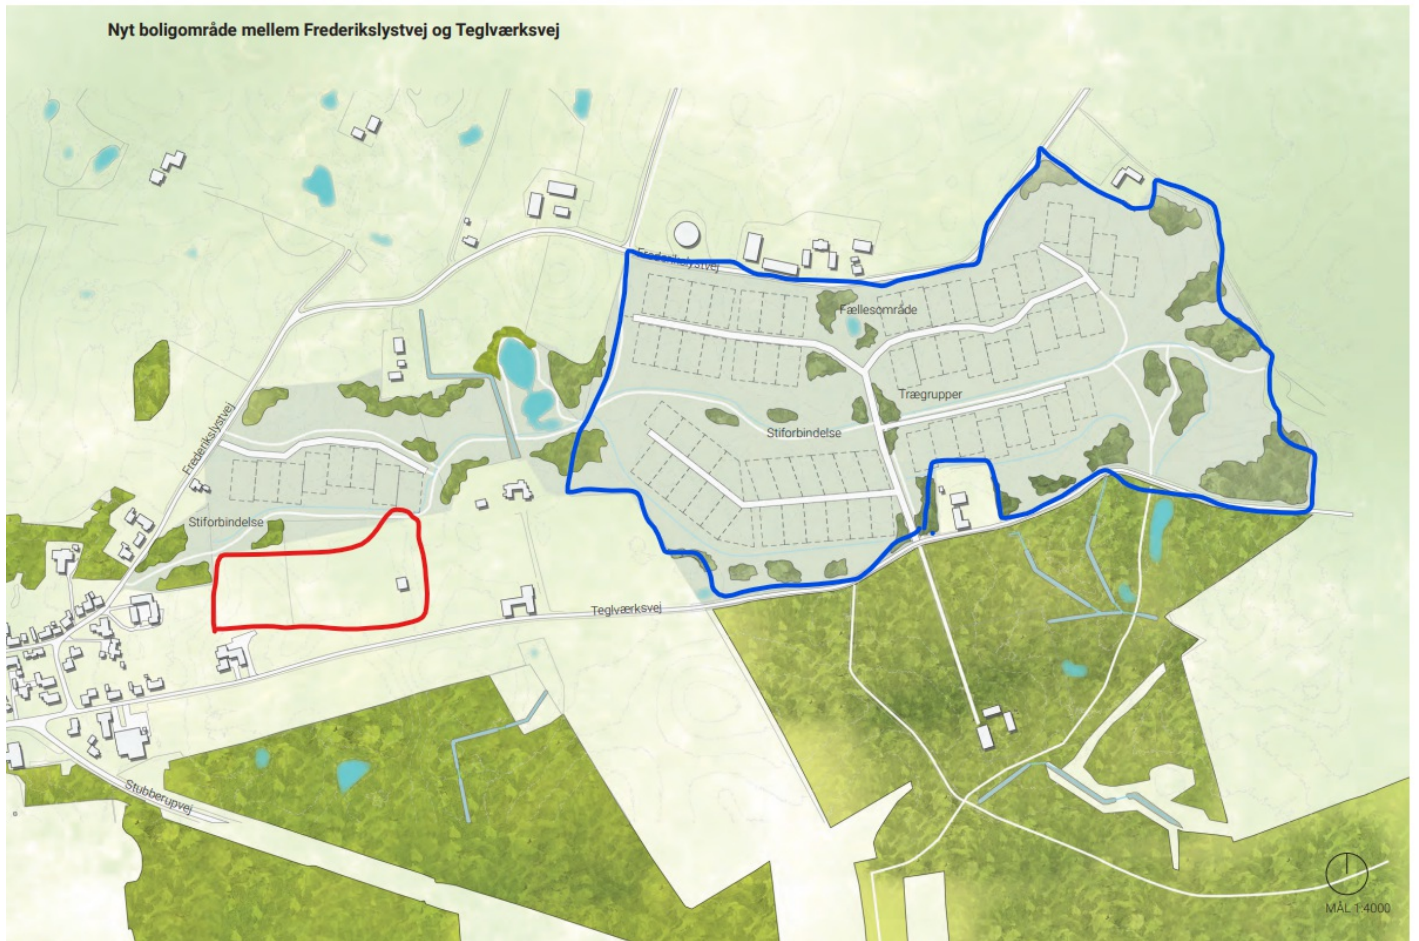 Nyt boligområde mellem Frederikslystvej og Teglværksvej
Frederikslystvej
Fællesområde
Trægrupper
Frederikslystvej
Stiforbindelse
Stiforbindelse
Teglværksvej
Stubberupvej
MÅL 1:4000